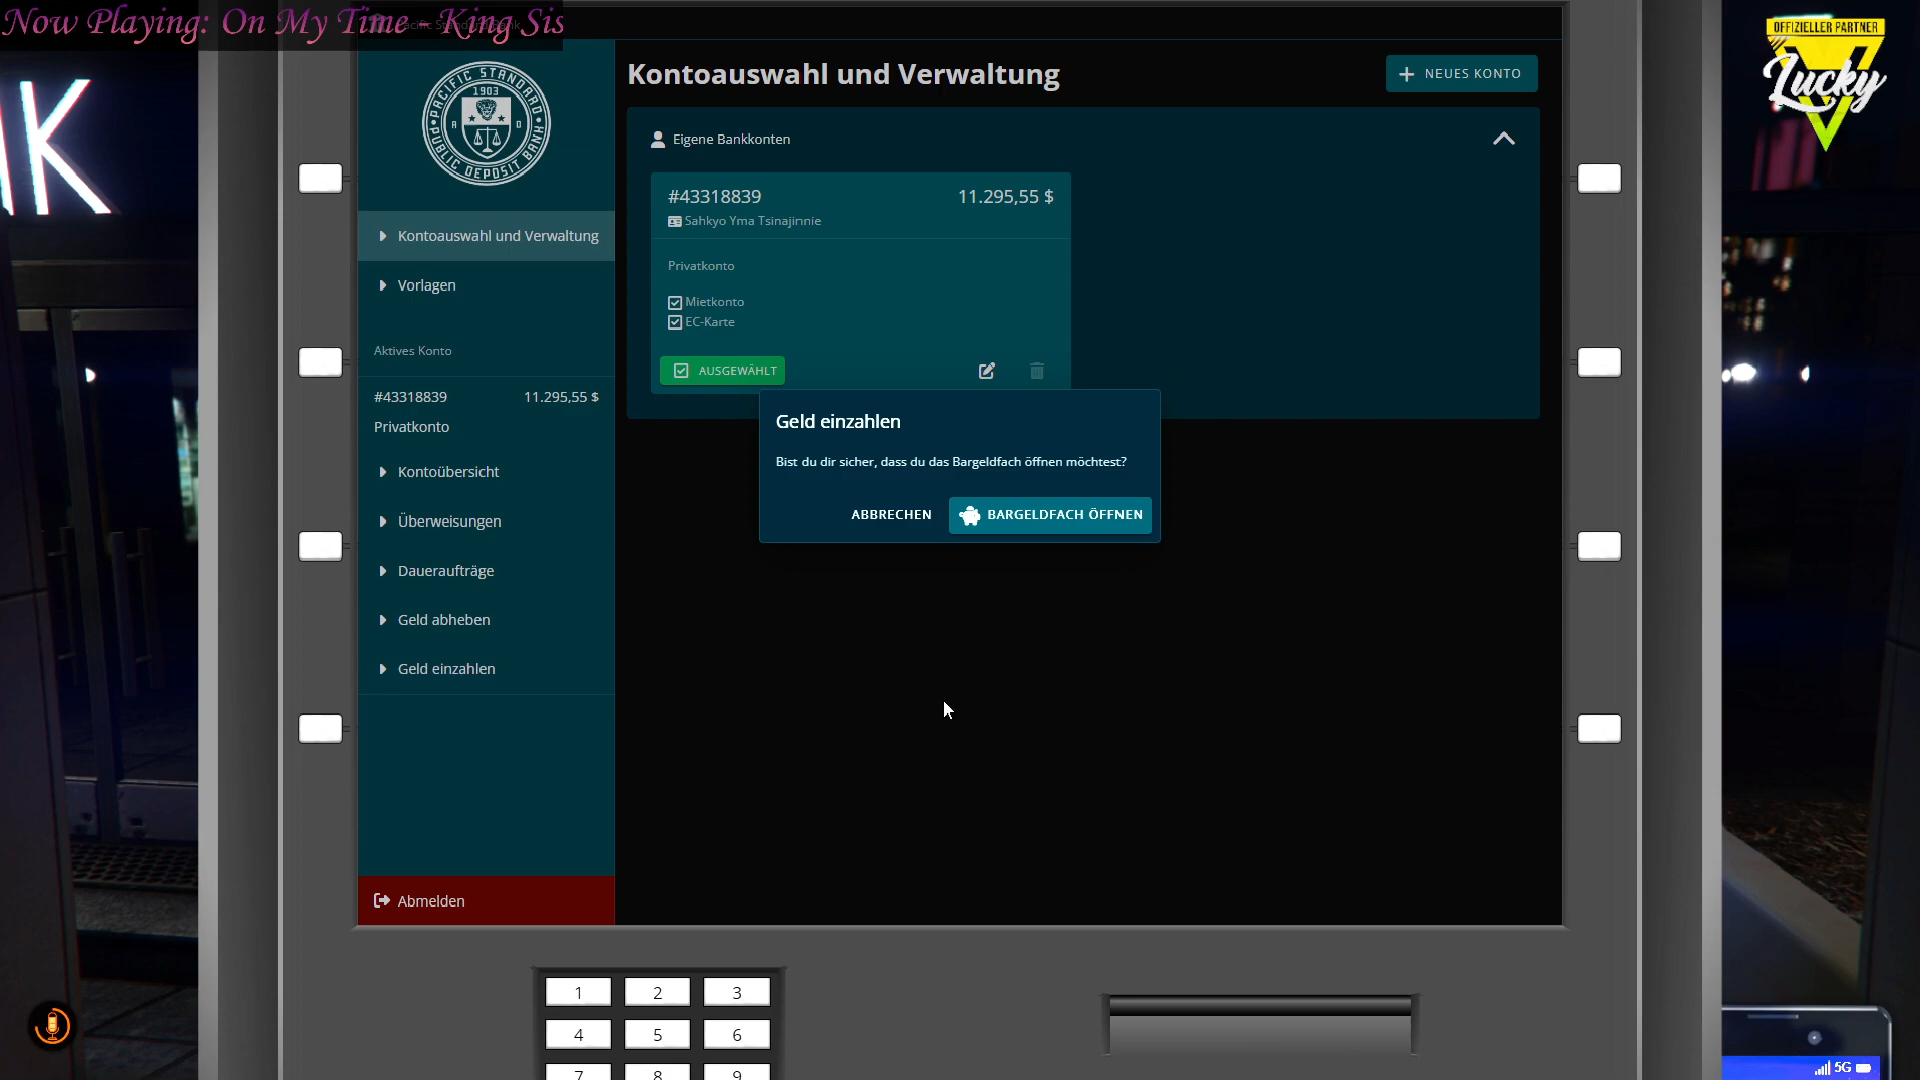 Now Playing: On My Time - King Sis
Pacific Standard Bank
OFFIZIELLER PARTNER
Lucky
PACIFIC STANDARD
1903
A D
PUBLIC DEPOSIT BANK
Kontoauswahl und Verwaltung
NEUES KONTO
Eigene Bankkonten
#43318839
11.295,55 $
Sahkyo Yma Tsinajinnie
Privatkonto
Mietkonto
EC-Karte
AUSGEWÄHLT
Kontoauswahl und Verwaltung
Vorlagen
Aktives Konto
#43318839
11.295,55 $
Privatkonto
Kontoübersicht
Überweisungen
Daueraufträge
Geld abheben
Geld einzahlen
Abmelden
Geld einzahlen
Bist du dir sicher, dass du das Bargeldfach öffnen möchtest?
ABBRECHEN
BARGELDFACH ÖFFNEN
1 2 3
4 5 6
7 8 9
5G